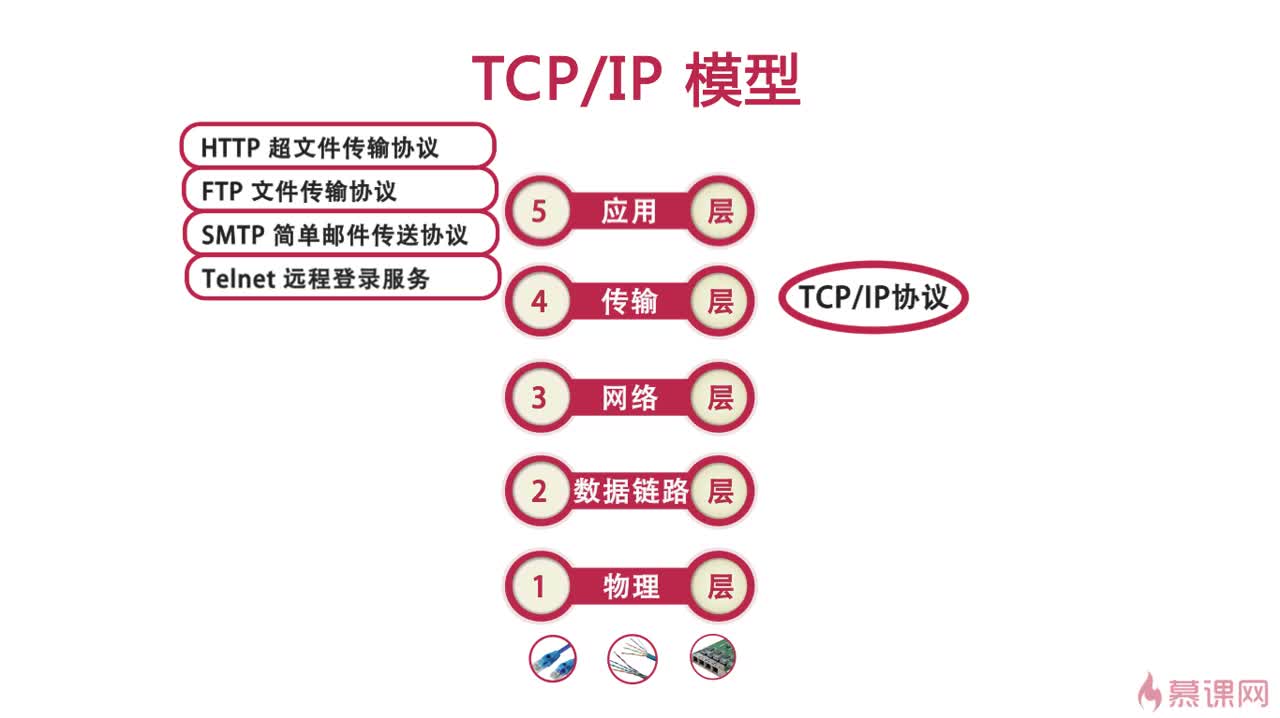 TCP/IP 模型
HTTP 超文件传输协议
FTP 文件传输协议
SMTP 简单邮件传送协议
Telnet 远程登录服务
5 应用 层
4 传输 层
TCP/IP协议
3 网络 层
2 数据链路 层
1 物理 层
慕课网